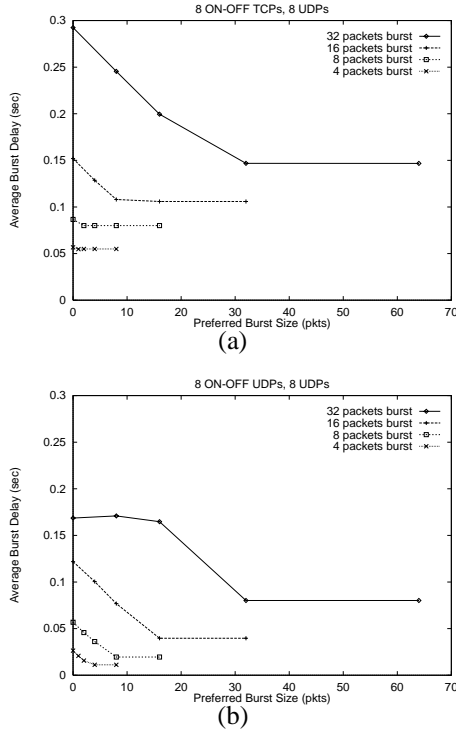 8 ON-OFF TCPs, 8 UDPs
0.3
32 packets burst
16 packets burst
8 packets burst
4 packets burst
0.25
0.2
0.15
0.1
0.05
0
Average Burst Delay (sec)
0 10 20 30 40 50 60 70
Preferred Burst Size (pkts)
(a)
8 ON-OFF UDPs, 8 UDPs
0.3
32 packets burst
16 packets burst
8 packets burst
4 packets burst
0.25
0.2
0.15
0.1
0.05
0
Average Burst Delay (sec)
0 10 20 30 40 50 60 70
Preferred Burst Size (pkts)
(b)